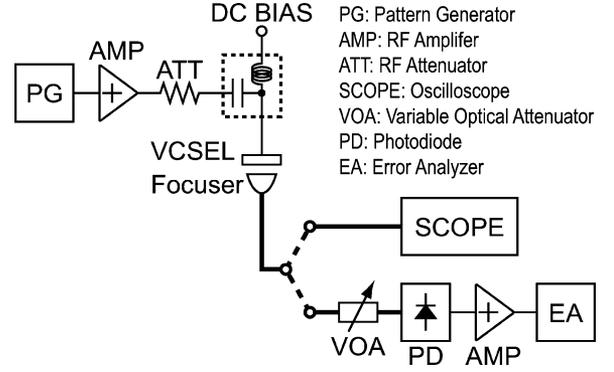 DC BIAS
AMP
ATT
PG
VCSEL
Focuser
PG: Pattern Generator
AMP: RF Amplifer
ATT: RF Attenuator
SCOPE: Oscilloscope
VOA: Variable Optical Attenuator
PD: Photodiode
EA: Error Analyzer
SCOPE
EA
VOA
PD
AMP